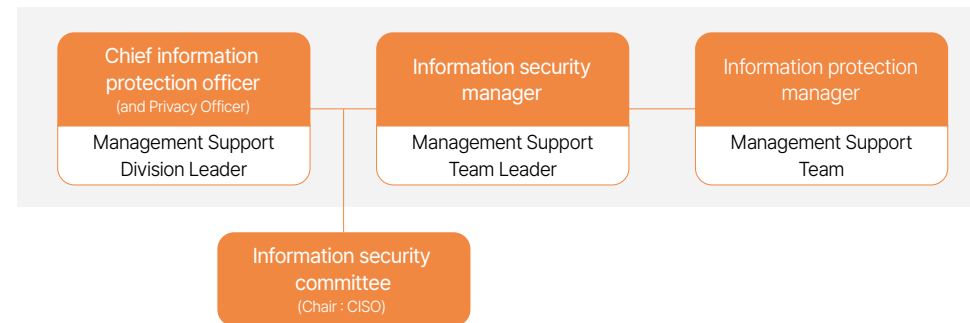 Chief information
protection officer
(and Privacy Officer)
Management Support
Division Leader
Information security
manager
Management Support
Team Leader
Information protection
manager
Management Support
Team
Information security
committee
(Chair : CISO)